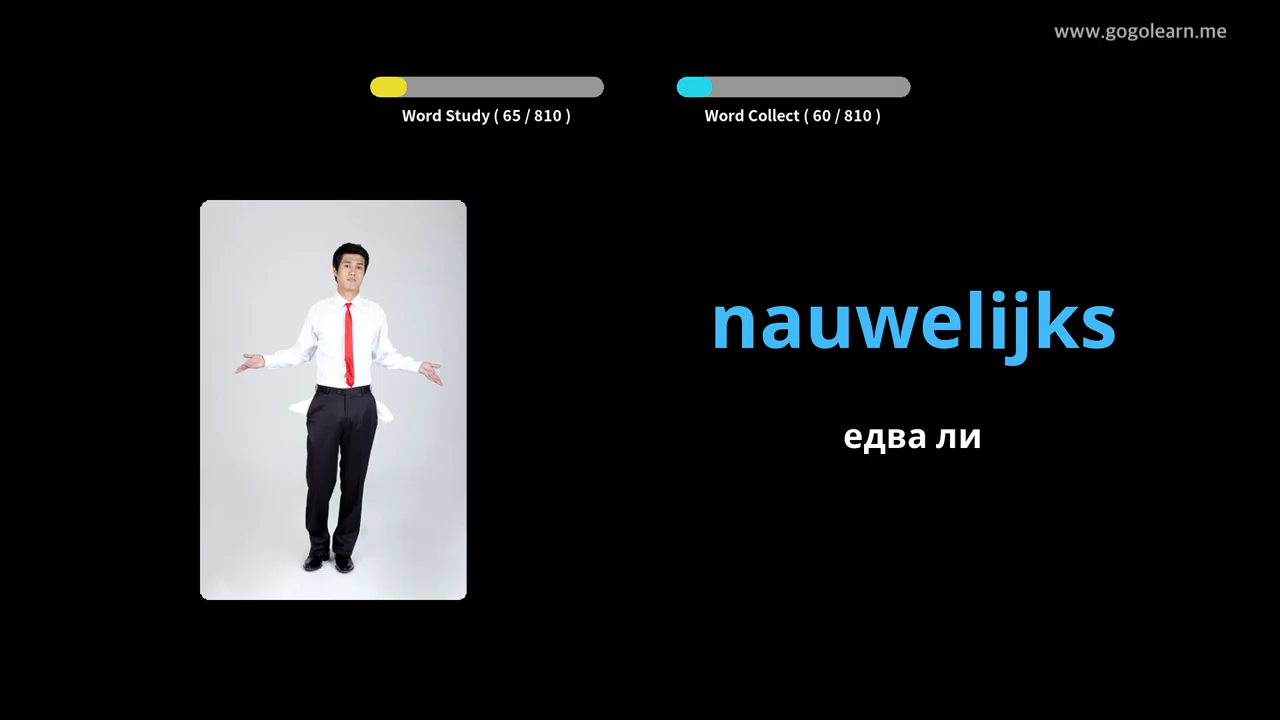 www.gogolearn.me
Word Study ( 65 / 810 )
Word Collect ( 60 / 810 )
nauwelijks
едва ли